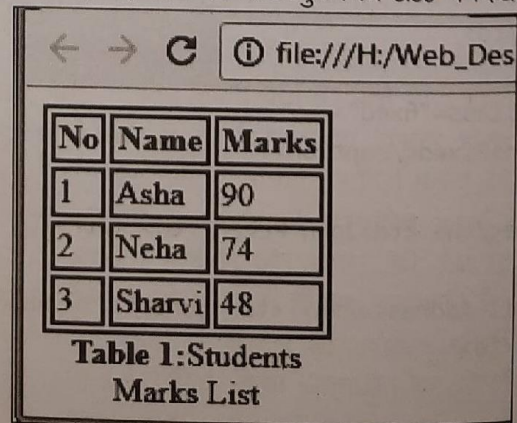 file:///H:/Web_Des
No Name Marks
1 Asha 90
2 Neha 74
3 Sharvi 48
Table 1:Students
Marks List